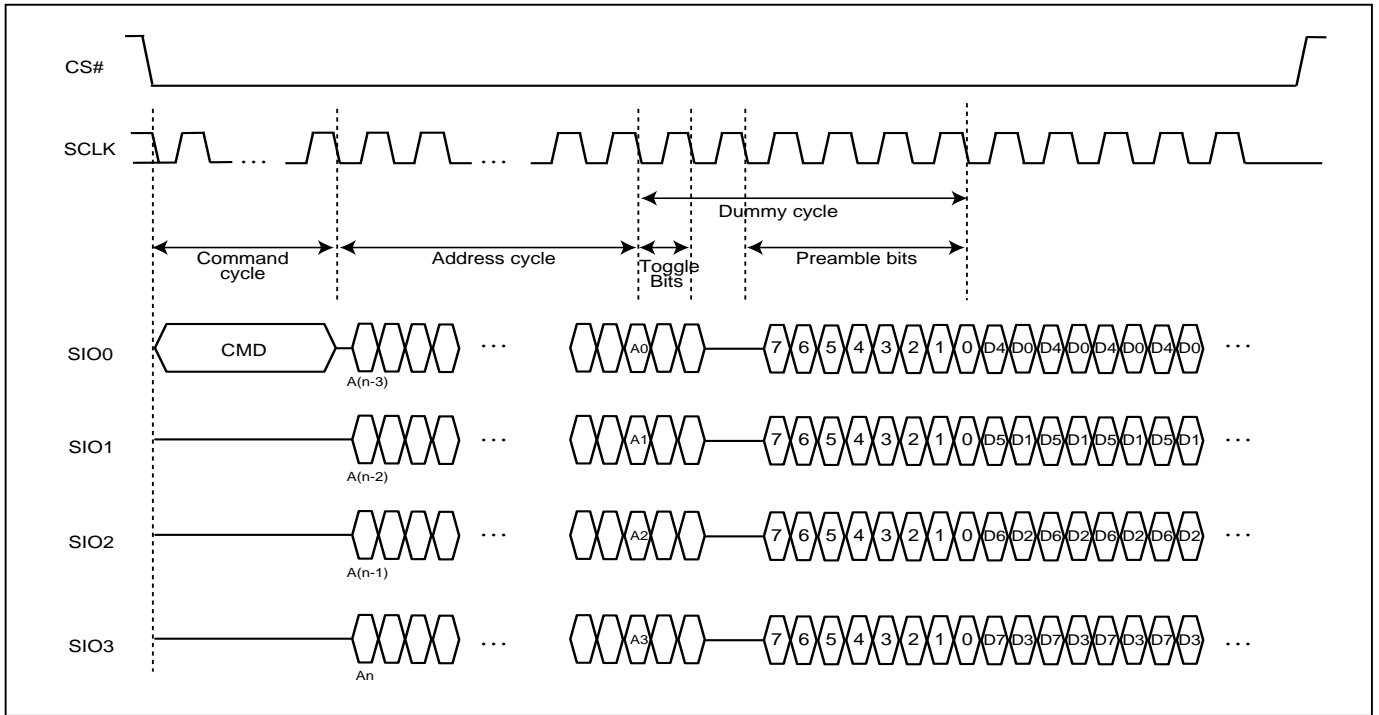 CS#
SCLK
...
...
Dummy cycle
Command
cycle
Address cycle
Toggle
Bits
Preamble bits
SIO0 CMD ... A0 7 6 5 4 3 2 1 0 D4 D0 D4 D0 D4 D0 D4 D0 ...
A(n-3)
SIO1 ... A1 7 6 5 4 3 2 1 0 D5 D1 D5 D1 D5 D1 D5 D1 ...
A(n-2)
SIO2 ... A2 7 6 5 4 3 2 1 0 D6 D2 D6 D2 D6 D2 D6 D2 ...
A(n-1)
SIO3 ... A3 7 6 5 4 3 2 1 0 D7 D3 D7 D3 D7 D3 D7 D3 ...
An